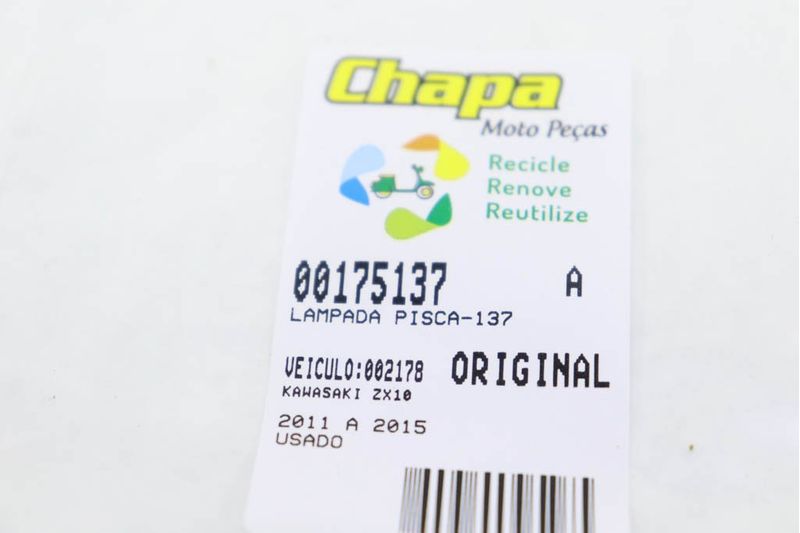 Chapa
Moto Peças
Recicle
Renove
Reutilize
00175137 A
LAMPADA PISCA-137
VEICULO:002178 ORIGINAL
KAWASAKI ZX10
2011 A 2015
USADO